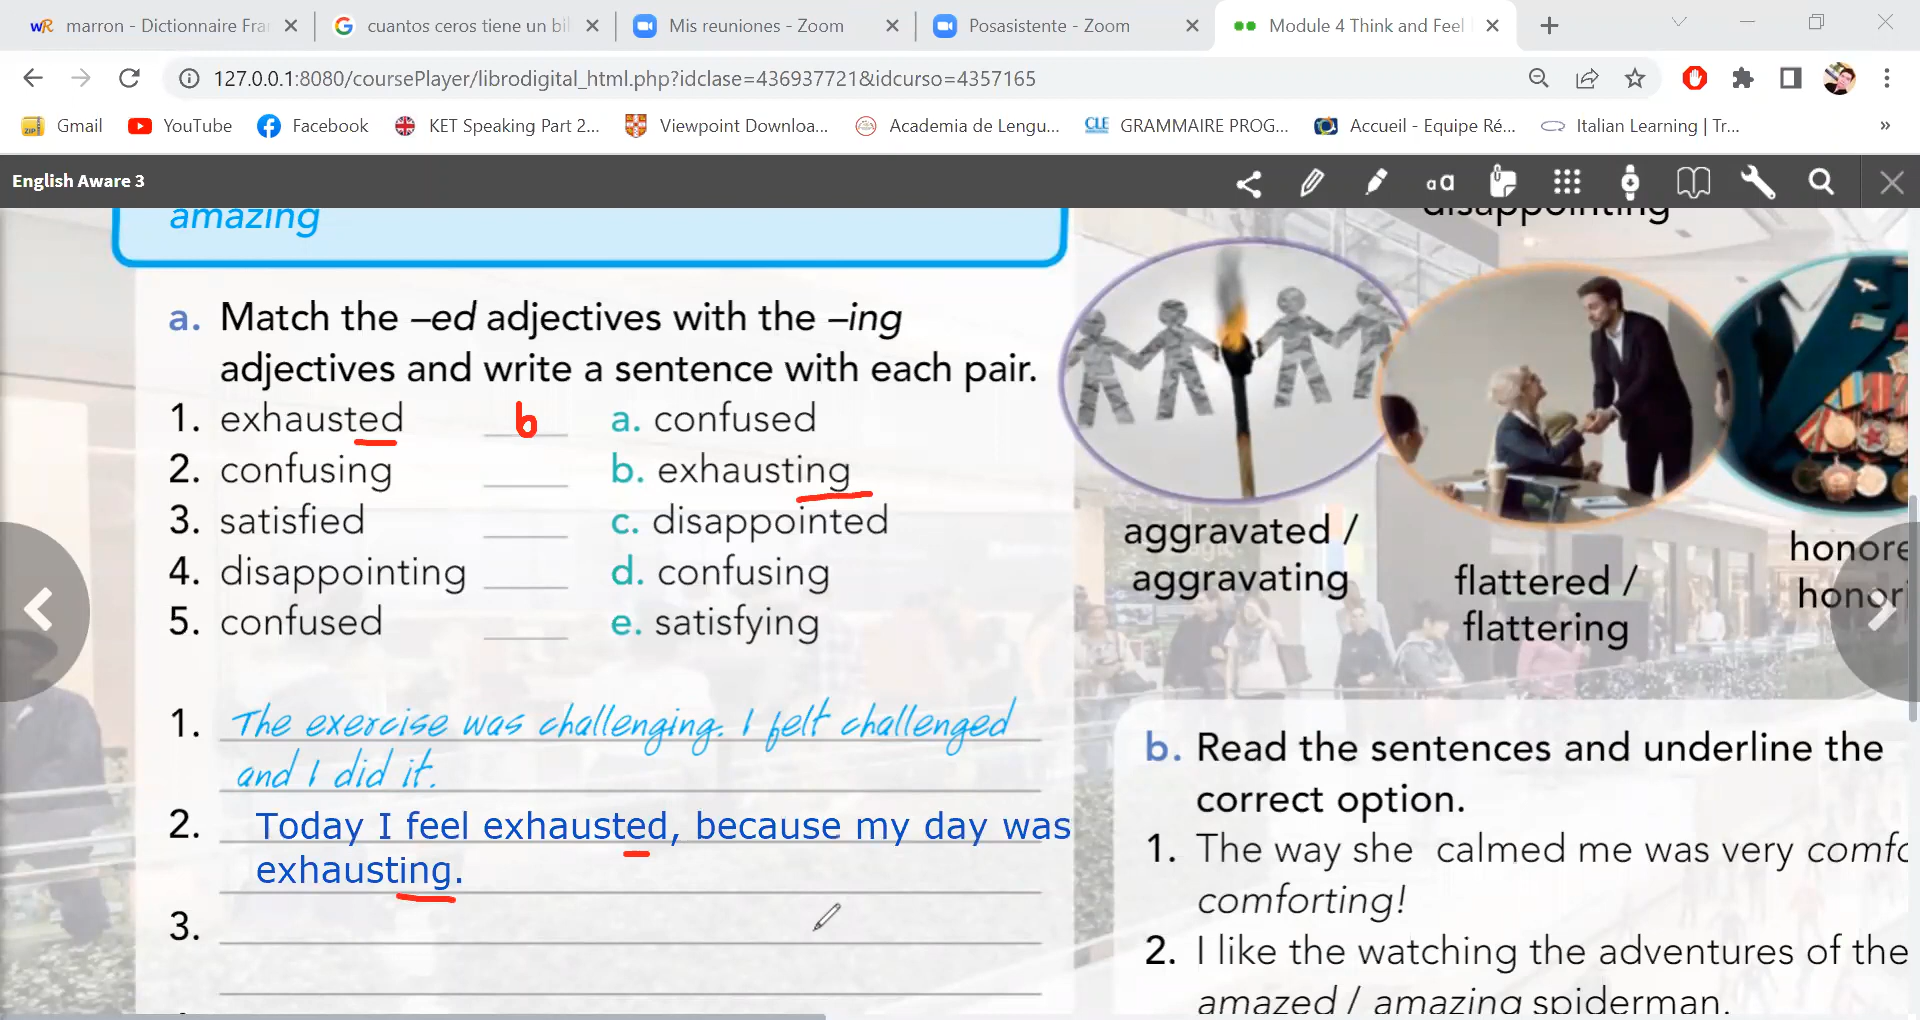 marron - Dictionnaire Fra
cuantos ceros tiene un bil
Mis reuniones - Zoom
Posasistente - Zoom
Module 4 Think and Feel
127.0.0.1:8080/coursePlayer/librodigital_html.php?idclase=436937721&idcurso=4357165
Gmail
YouTube
Facebook
KET Speaking Part 2...
Viewpoint Downloa...
Academia de Lengu...
CLE
GRAMMAIRE PROG...
Accueil - Equipe Ré...
Italian Learning | Tr...
»
English Aware 3
aA
amazing
a. Match the –ed adjectives with the –ing
adjectives and write a sentence with each pair.
1. exhausted b a. confused
2. confusing b. exhausting
3. satisfied c. disappointed
4. disappointing d. confusing
5. confused e. satisfying
1. The exercise was challenging. I felt challenged
and I did it.
2. Today I feel exhausted, because my day was
exhausting.
3.
disappointing
aggravated /
aggravating
flattered /
flattering
honore
honori
b. Read the sentences and underline the
correct option.
1. The way she calmed me was very comfo
comforting!
2. I like the watching the adventures of the
amazed / amazing spiderman.